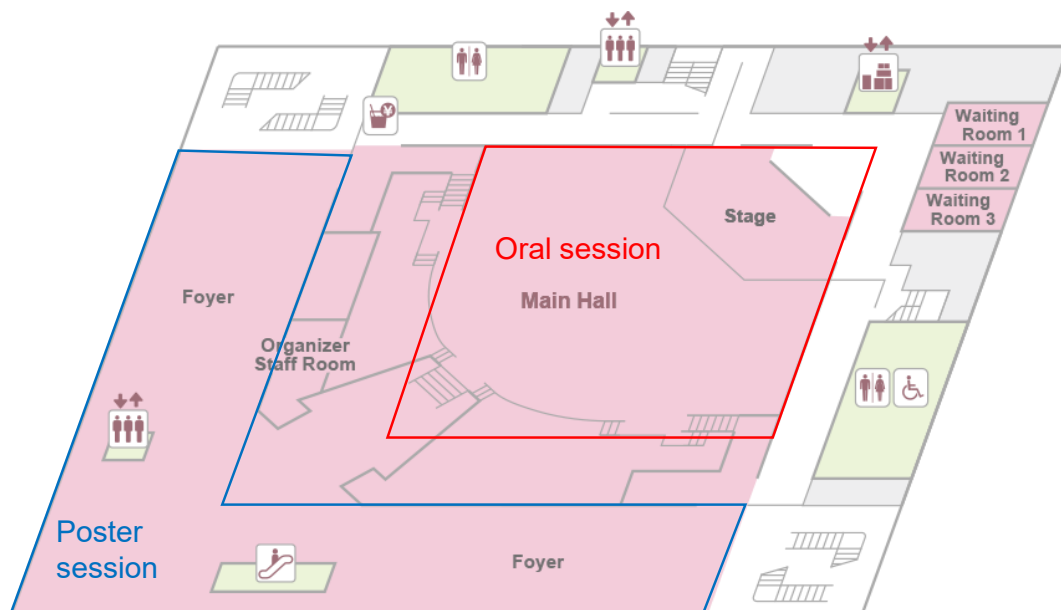 Waiting
Room 1
Waiting
Room 2
Waiting
Room 3
Stage
Oral session
Main Hall
Foyer
Organizer
Staff Room
Poster
session
Foyer
¥